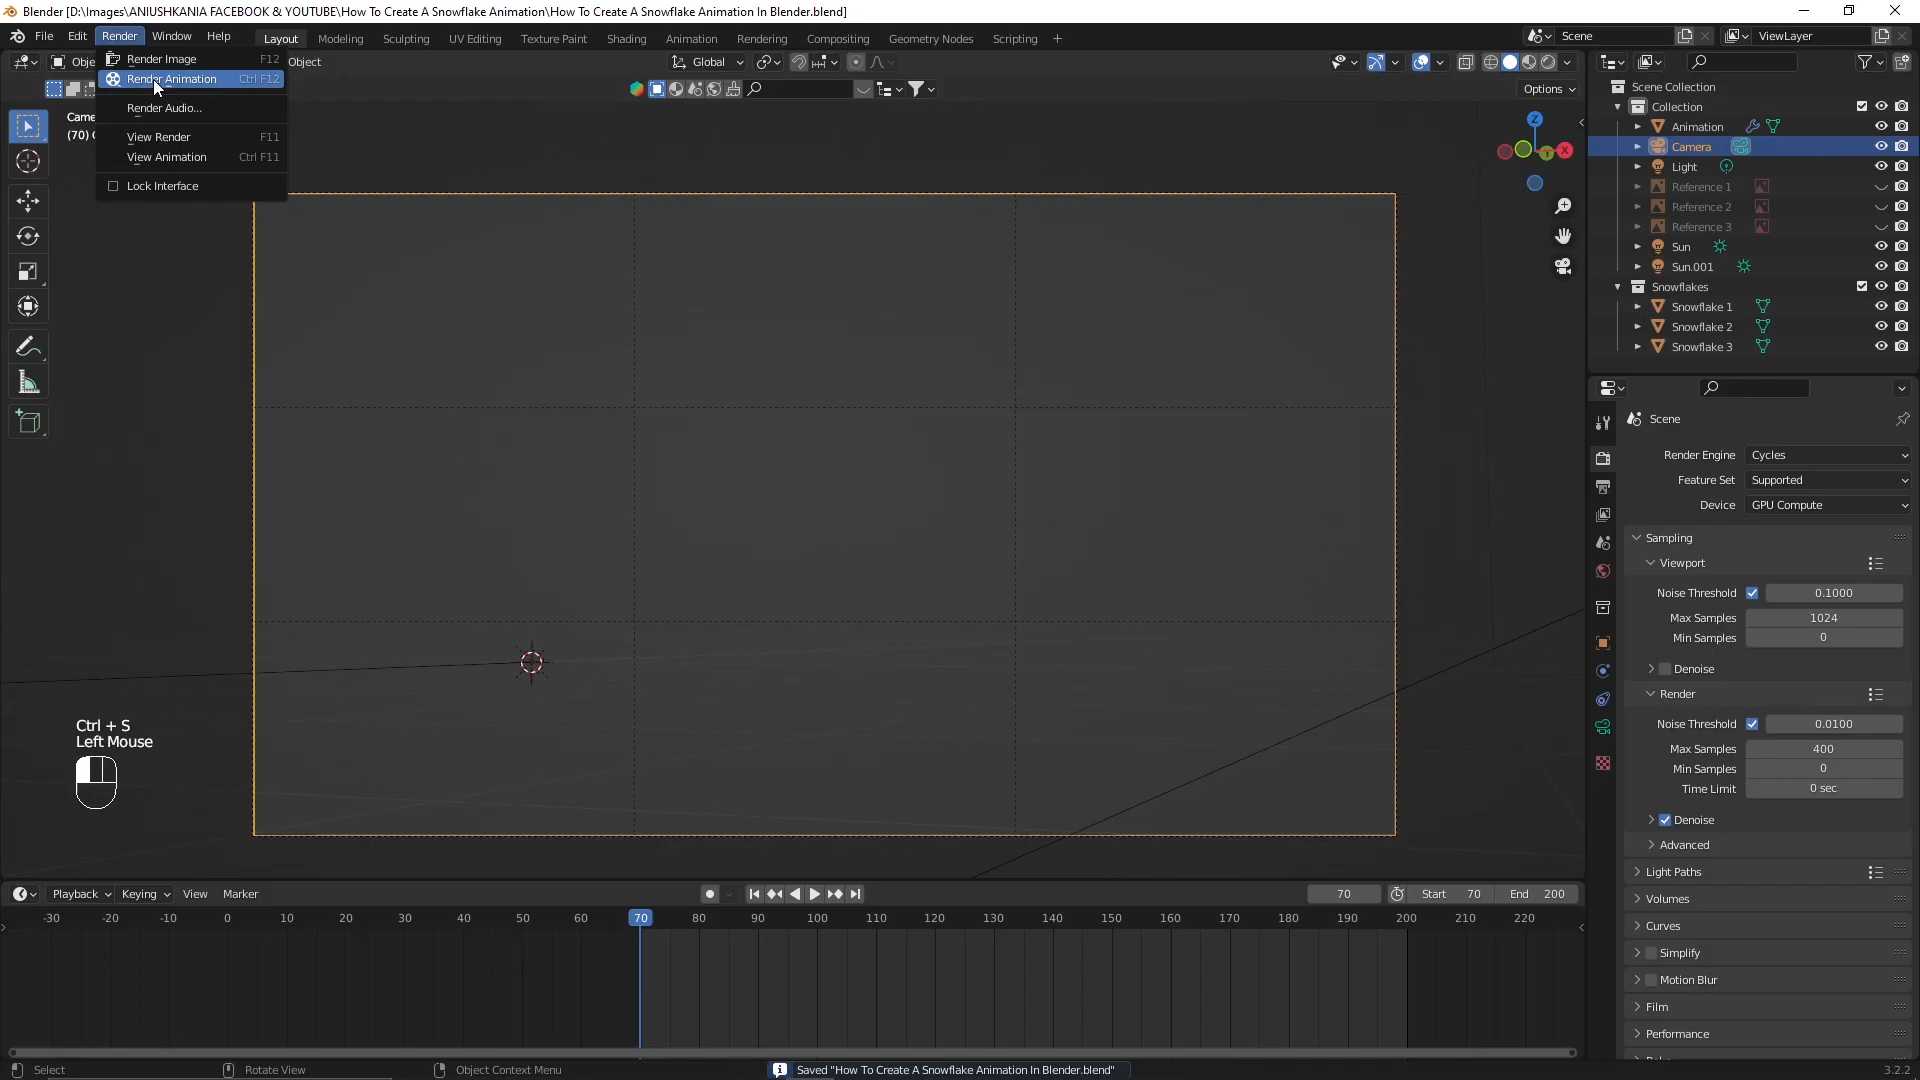 Blender [D:\Images\ANIUSHKANIA FACEBOOK & YOUTUBE\How To Create A Snowflake Animation\How To Create A Snowflake Animation In Blender.blend]
File Edit Render Window Help Layout Modeling Sculpting UV Editing Texture Paint Shading Animation Rendering Compositing Geometry Nodes Scripting + Scene ViewLayer
Obje Object Global
Render Image F12
Render Animation Ctrl F12
Render Audio...
View Render F11
View Animation Ctrl F11
Lock Interface
Options
Came
(70) C
Z
X
Scene Collection
Collection
Animation
Camera
Light
Reference 1
Reference 2
Reference 3
Sun
Sun.001
Snowflakes
Snowflake 1
Snowflake 2
Snowflake 3
Scene
Render Engine Cycles
Feature Set Supported
Device GPU Compute
Sampling
Viewport
Noise Threshold 0.1000
Max Samples 1024
Min Samples 0
Denoise
Render
Noise Threshold 0.0100
Max Samples 400
Min Samples 0
Time Limit 0 sec
Denoise
Advanced
Light Paths
Volumes
Curves
Simplify
Motion Blur
Film
Performance
Ctrl + S
Left Mouse
Playback Keying View Marker 70 Start 70 End 200
-30 -20 -10 0 10 20 30 40 50 60 70 80 90 100 110 120 130 140 150 160 170 180 190 200 210 220
Select Rotate View Object Context Menu Saved "How To Create A Snowflake Animation In Blender.blend" 3.2.2